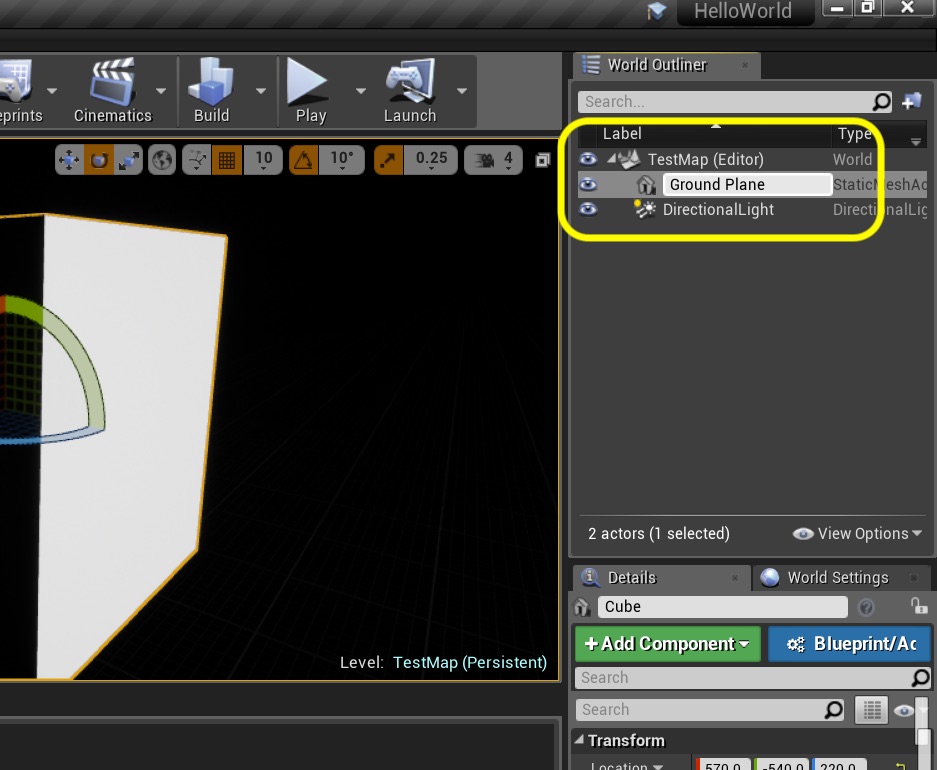 HelloWorld
World Outliner
eprints
Cinematics
Build
Play
Launch
Search...
Label
Type
10
10°
0.25
4
TestMap (Editor)
World
Ground Plane
StaticMeshAc
DirectionalLight
DirectionalLig
2 actors (1 selected)
View Options
Details
World Settings
Cube
+Add Component
Blueprint/Ac
Level: TestMap (Persistent)
Search
Search
Transform
Location
570.0
-540.0
220.0